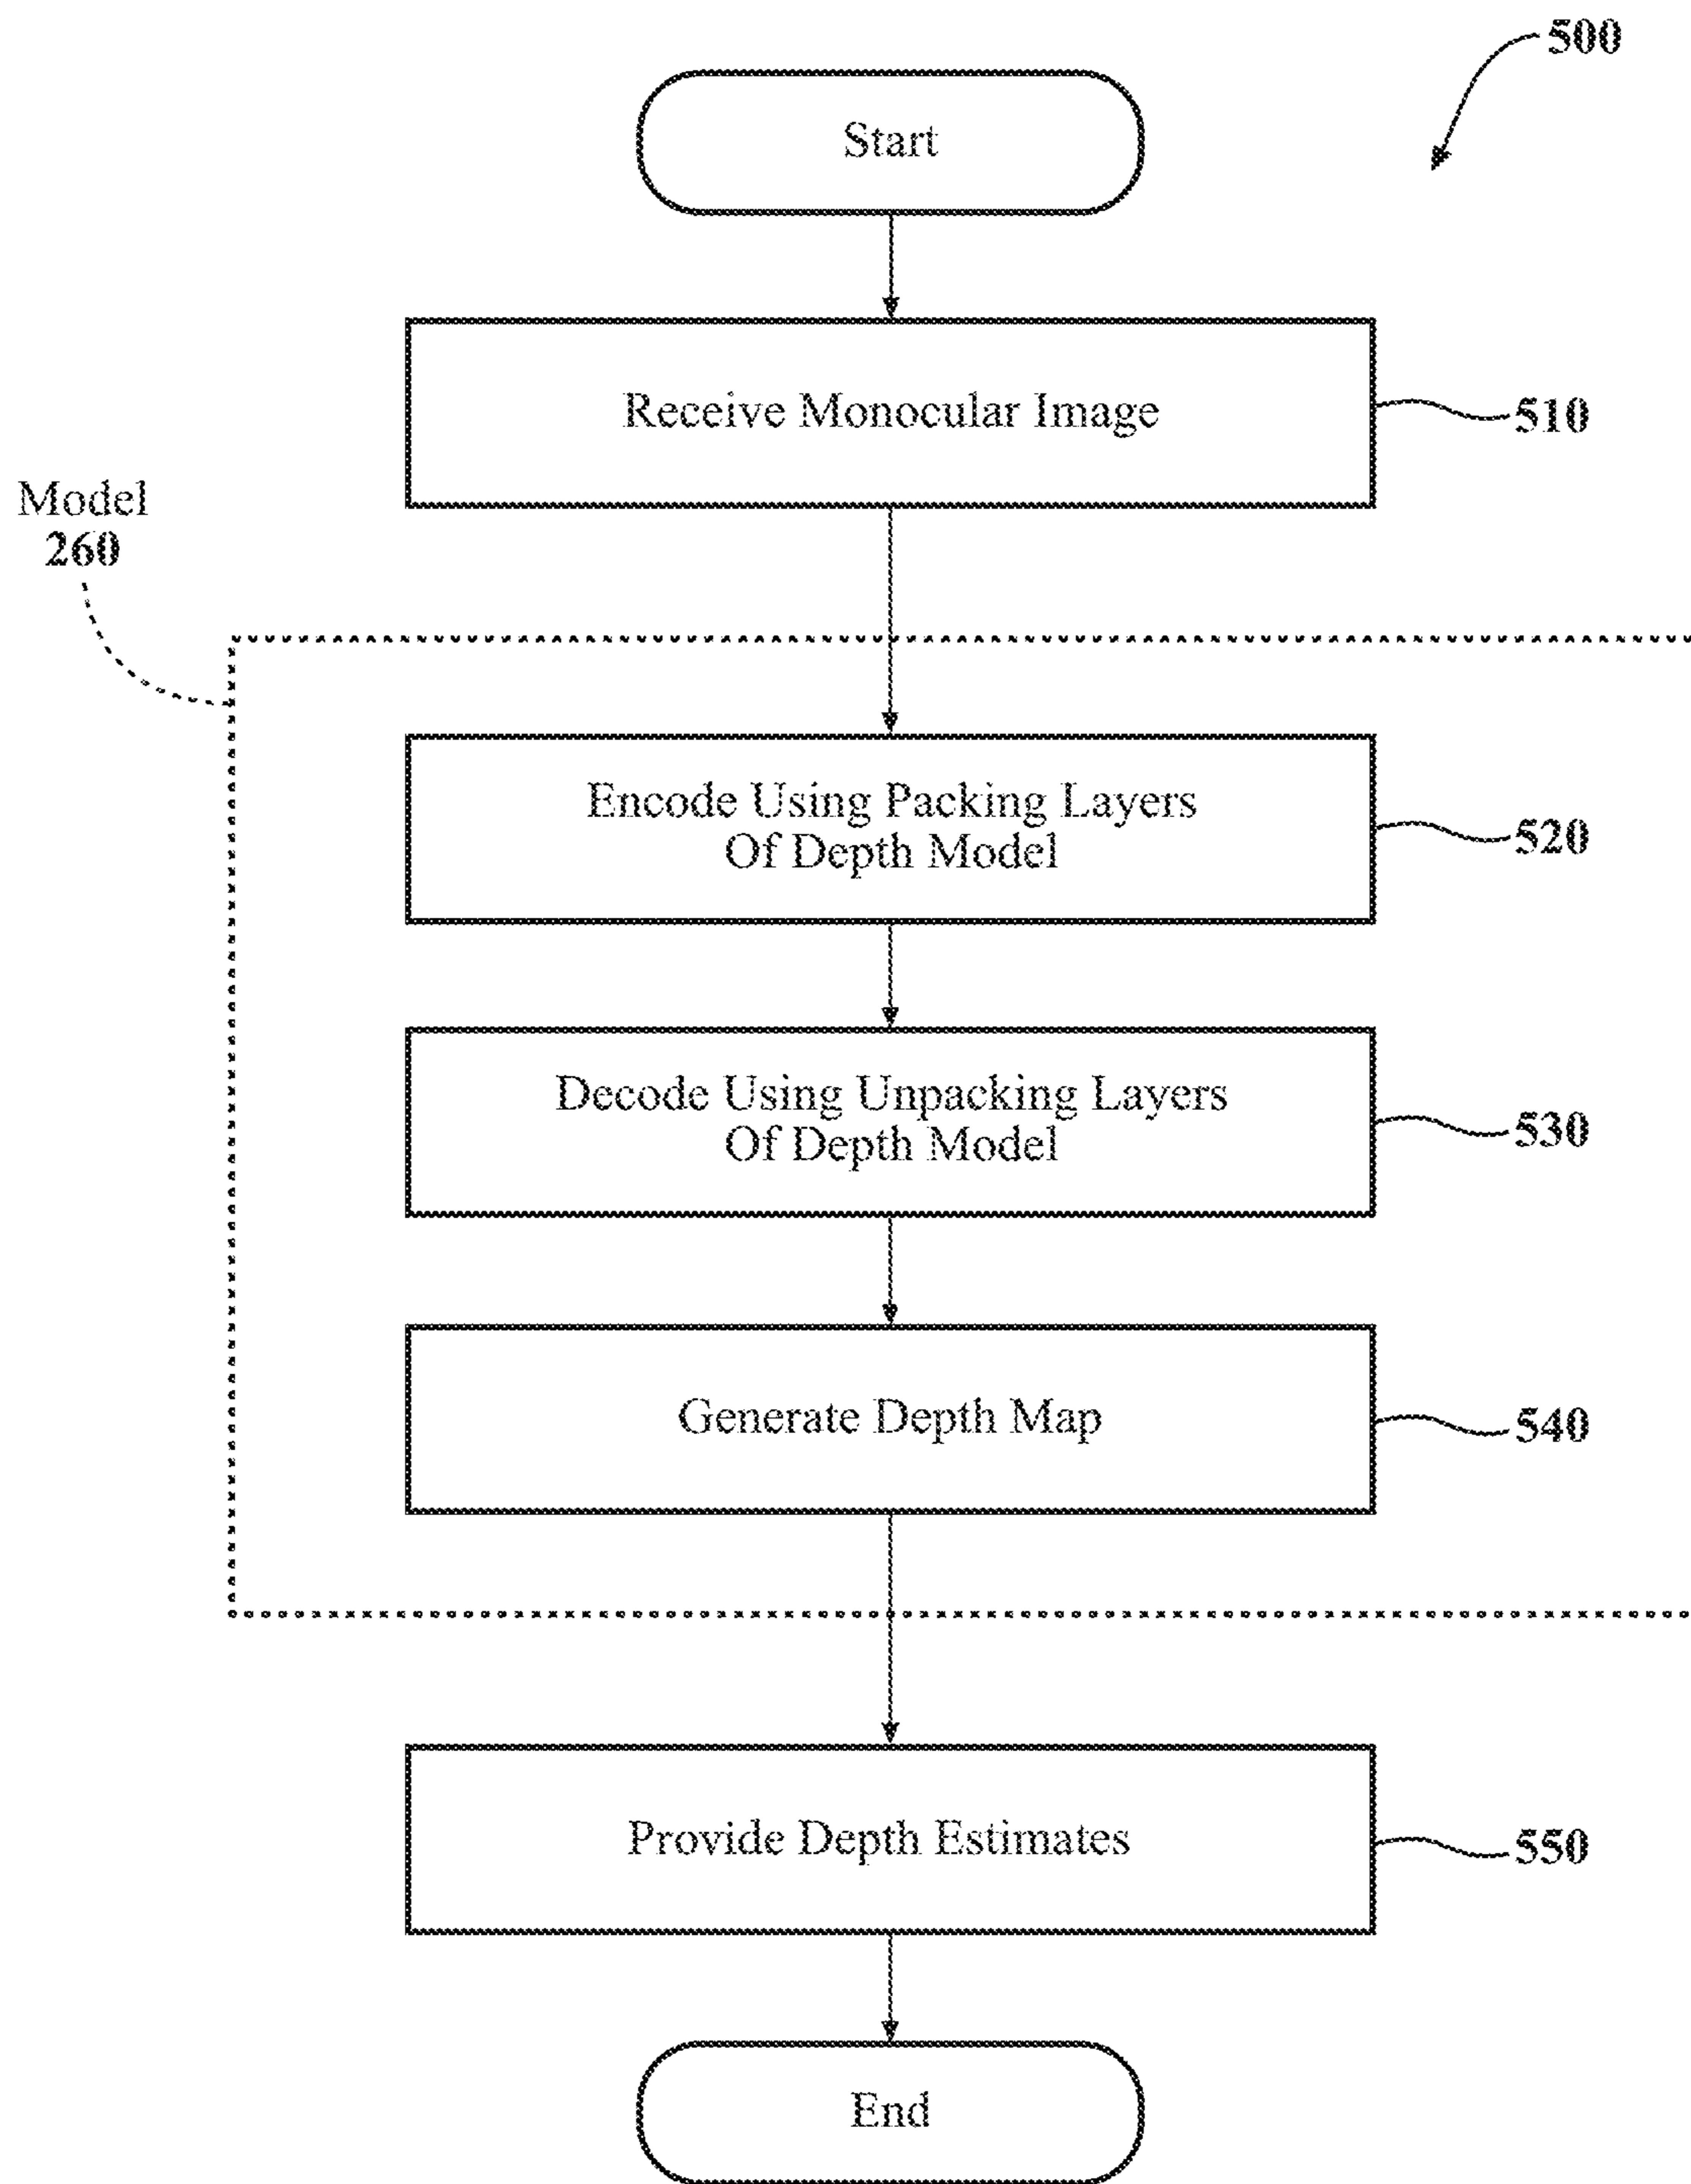 500
Start
Receive Monocular Image
510
Model
260
Encode Using Packing Layers
Of Depth Model
520
Decode Using Unpacking Layers
Of Depth Model
530
Generate Depth Map
540
Provide Depth Estimates
550
End